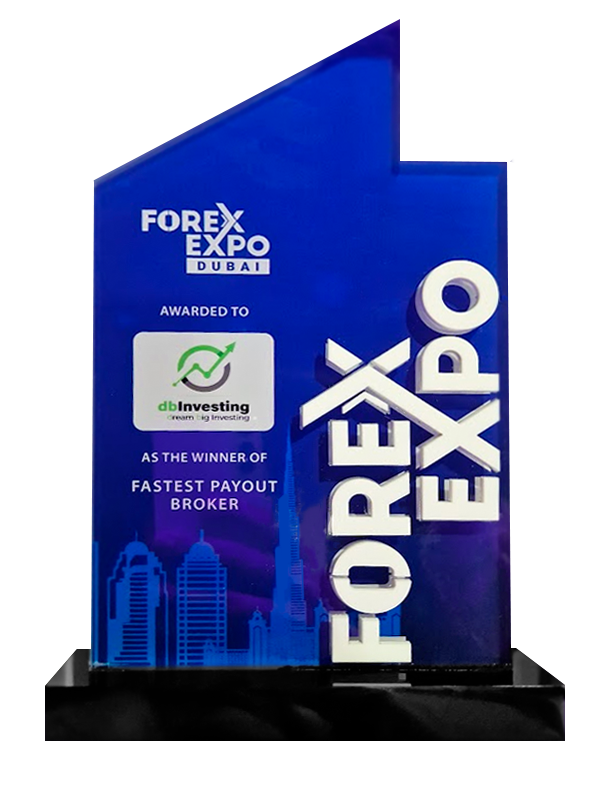 FOREX
EXPO
DUBAI
AWARDED TO
dbInvesting
dream big Investing
AS THE WINNER OF
FASTEST PAYOUT
BROKER
FOREX
EXPO